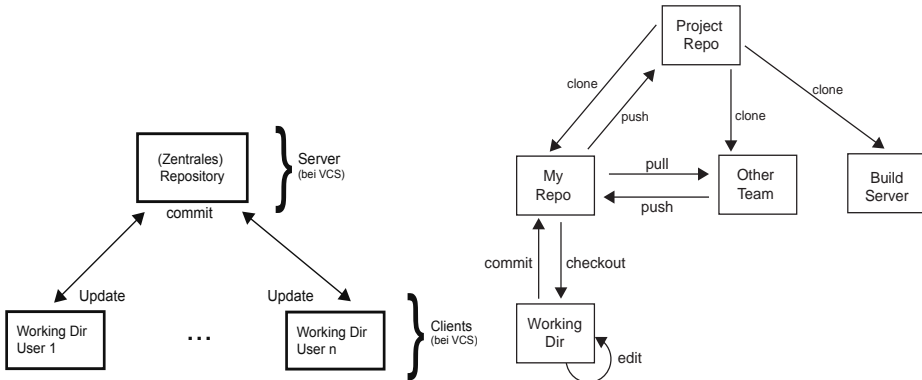 (Zentrales)
Repository
commit
Server
(bei VCS)
Update
Update
Working Dir
User 1
...
Working Dir
User n
Clients
(bei VCS)
Project
Repo
clone
push
clone
clone
My
Repo
pull
push
Other
Team
Build
Server
commit
checkout
Working
Dir
edit